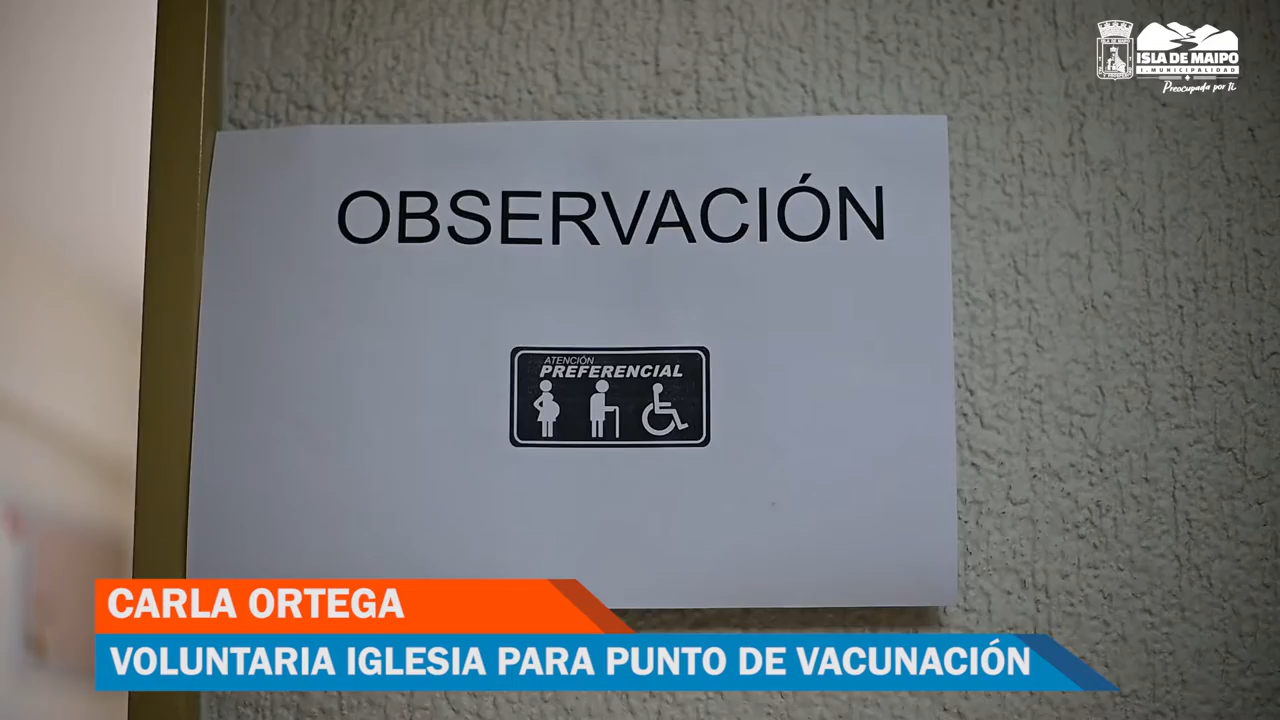 ISLA DE MAIPO
I. MUNICIPALIDAD
Preocupada por ti
OBSERVACIÓN
ATENCIÓN
PREFERENCIAL
CARLA ORTEGA
VOLUNTARIA IGLESIA PARA PUNTO DE VACUNACIÓN